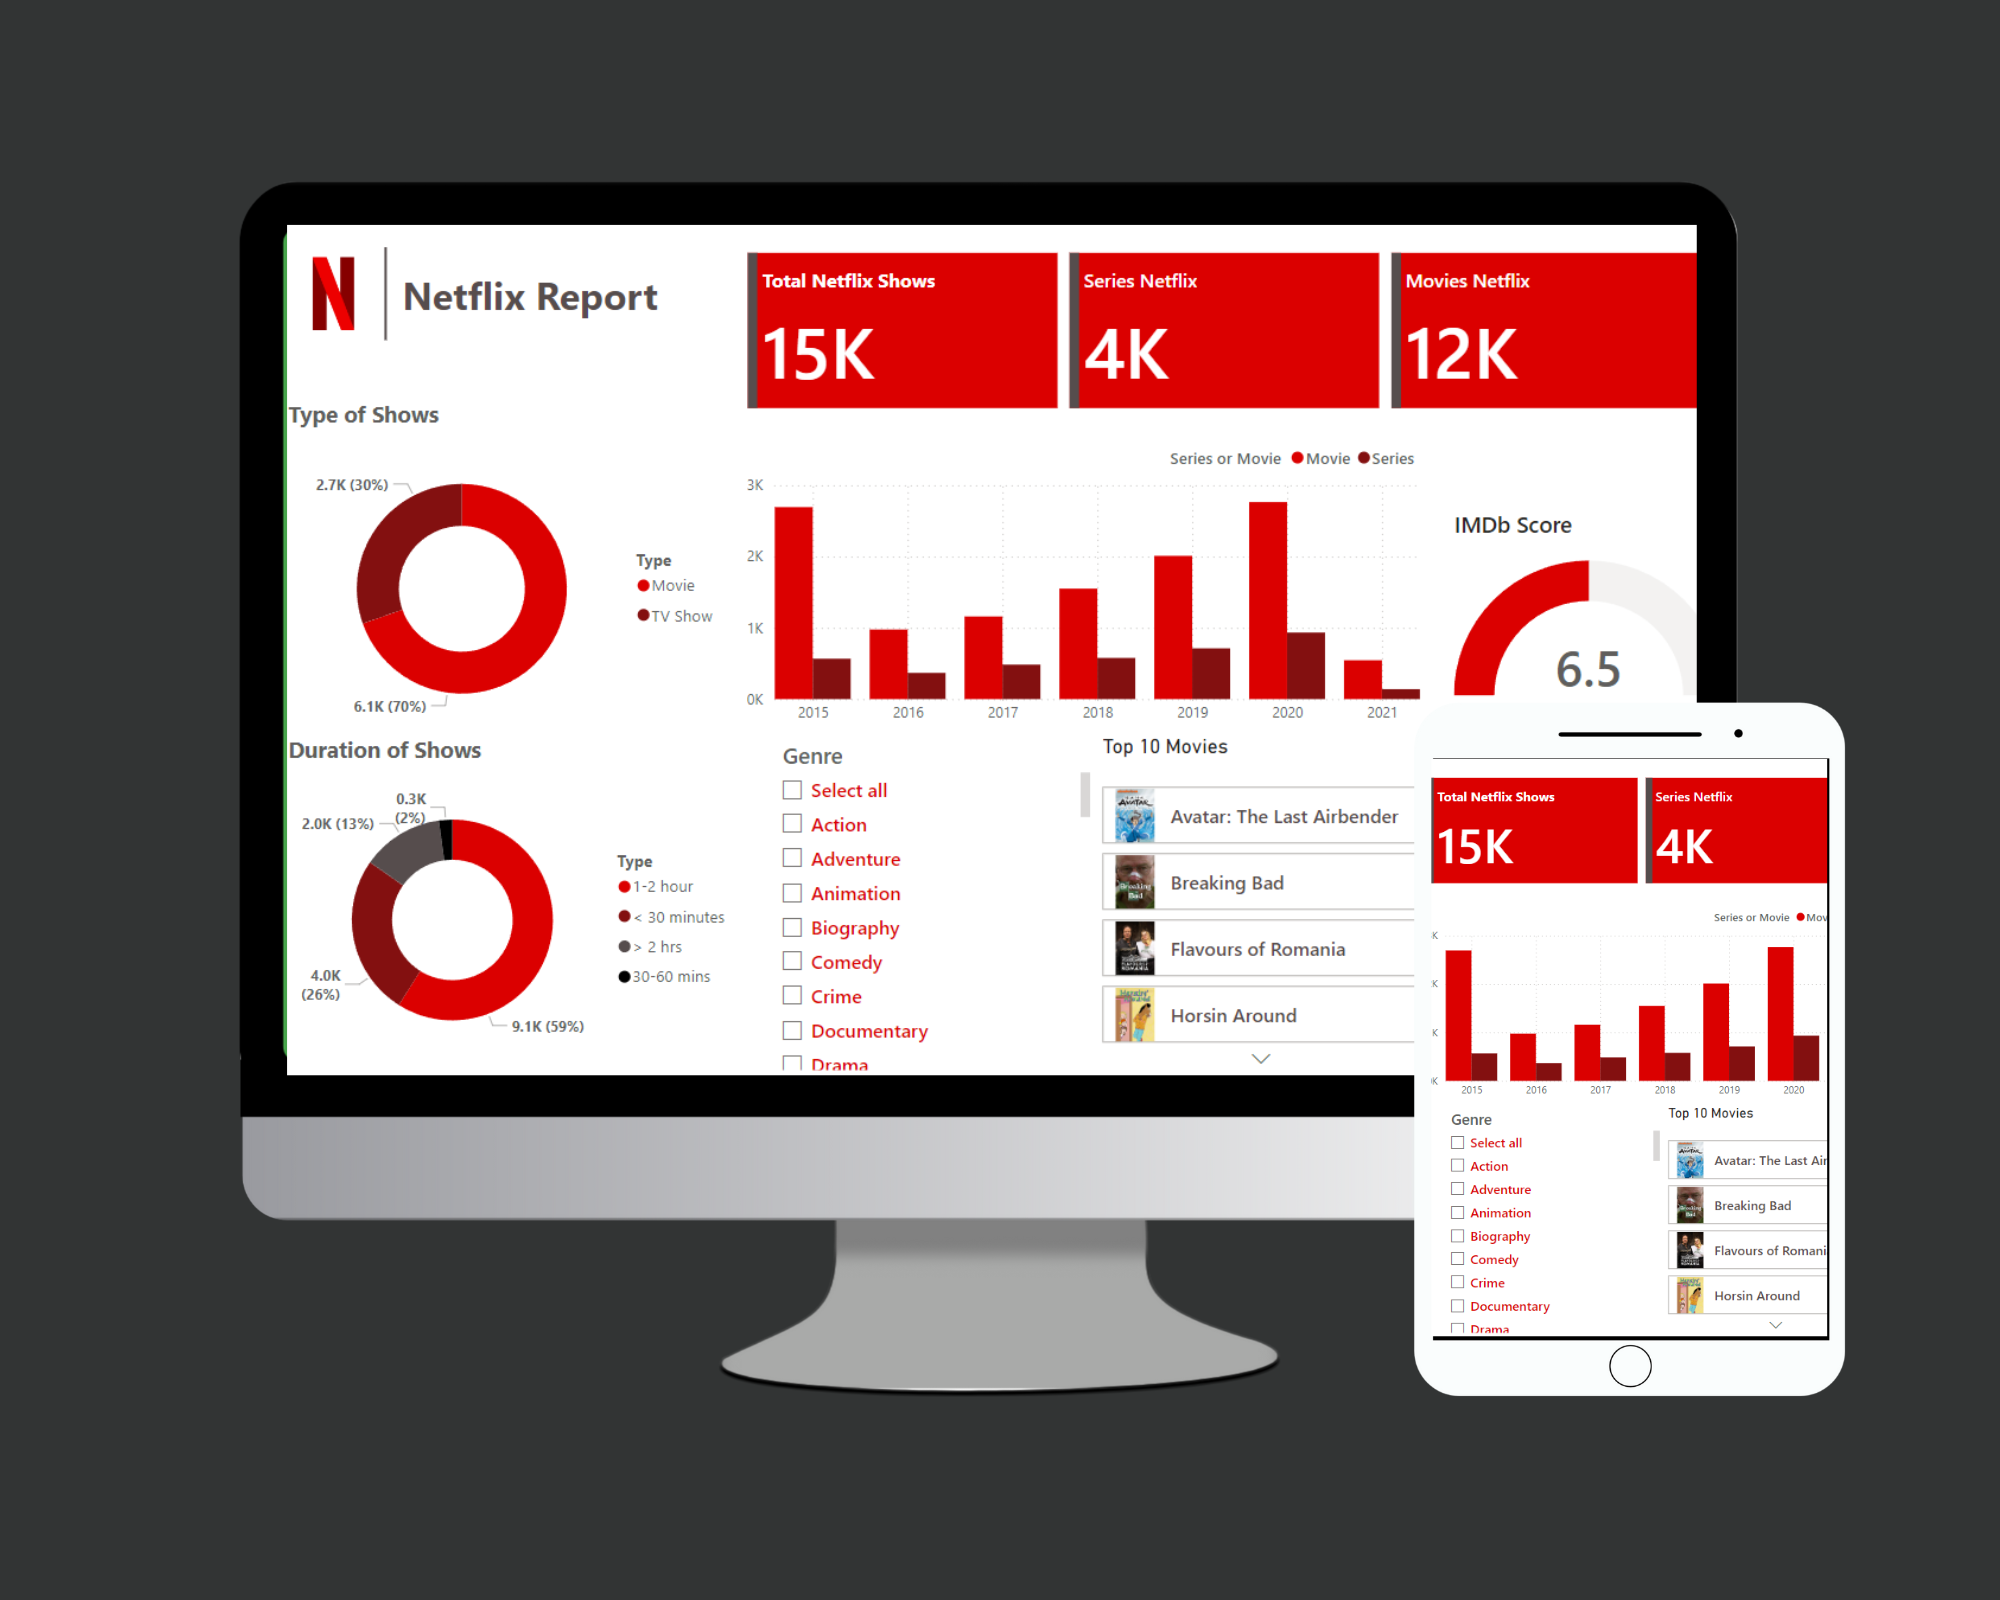 Netflix Report
Total Netflix Shows
15K
Series Netflix
4K
Movies Netflix
12K
Type of Shows
2.7K (30%)
6.1K (70%)
Type
Movie
TV Show
Series or Movie Movie Series
3K
2K
1K
0K
2015 2016 2017 2018 2019 2020 2021
IMDb Score
6.5
Duration of Shows
0.3K
(2%)
2.0K (13%)
4.0K
(26%)
9.1K (59%)
Type
1-2 hour
< 30 minutes
> 2 hrs
30-60 mins
Genre
Select all
Action
Adventure
Animation
Biography
Comedy
Crime
Documentary
Drama
Top 10 Movies
AVATAR
Avatar: The Last Airbender
Breaking
Bad
Breaking Bad
ROMANIA
Flavours of Romania
Horsin Around
Total Netflix Shows
15K
Series Netflix
4K
Series or Movie Mov
K
K
K
K
2015 2016 2017 2018 2019 2020
Genre
Select all
Action
Adventure
Animation
Biography
Comedy
Crime
Documentary
Drama
Top 10 Movies
Avatar: The Last Air
Breaking Bad
Flavours of Romani
Horsin Around